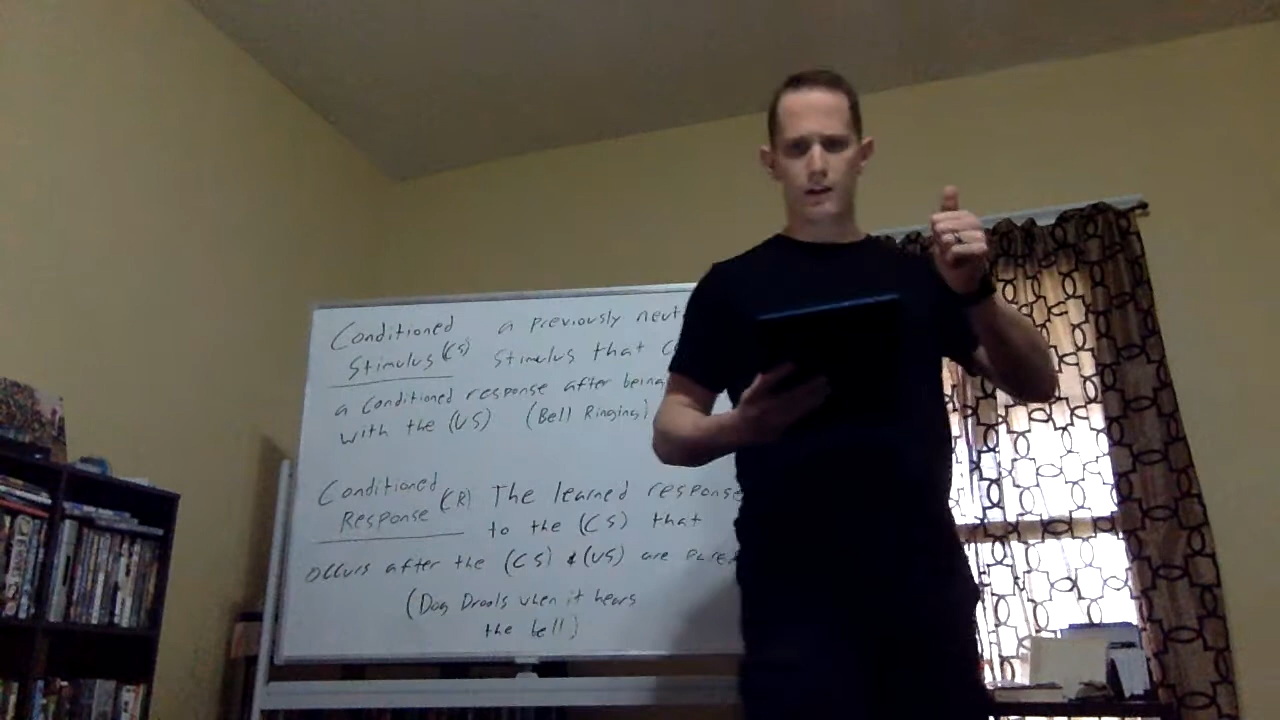 Conditioned a previously neut
Stimulus (CS) stimulus that c
a conditioned response after being
with the (US) (Bell Ringing)
Conditioned The learned response
Response (CR) to the (CS) that
occurs after the (CS) & (US) are
(Dog Drools when it hears
the bell)